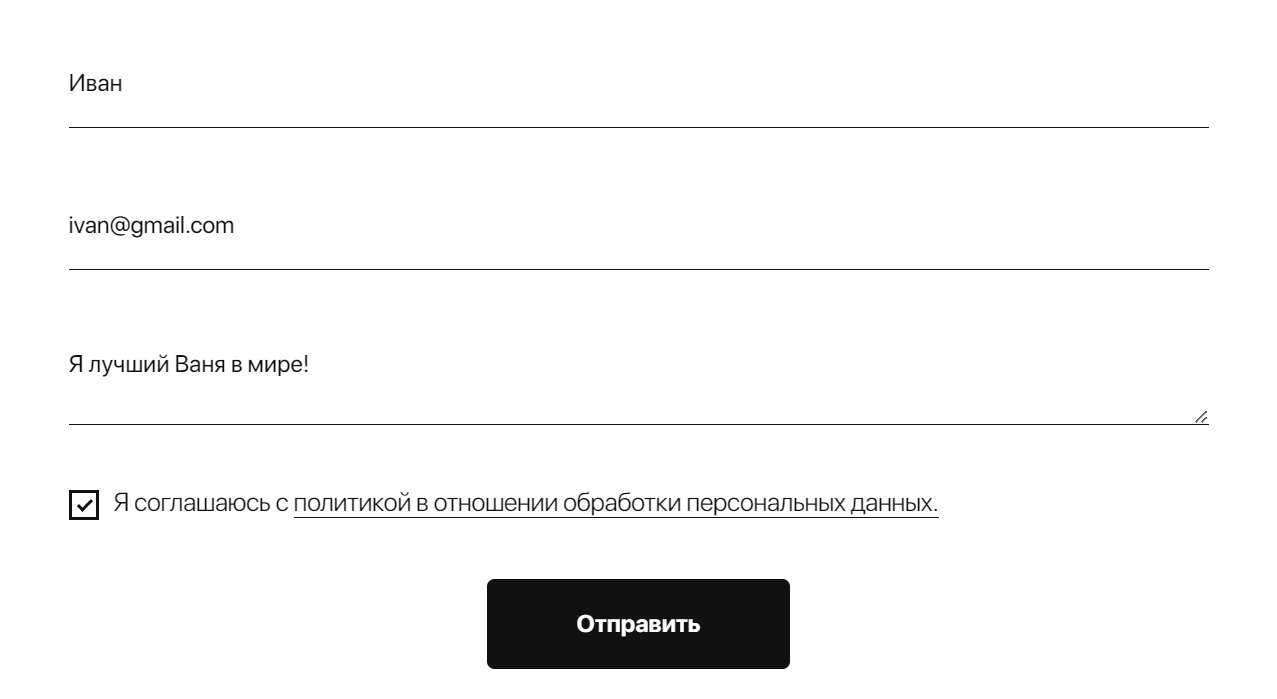 Иван
ivan@gmail.com
Я лучший Ваня в мире!
Я соглашаюсь с политикой в отношении обработки персональных данных.
Отправить